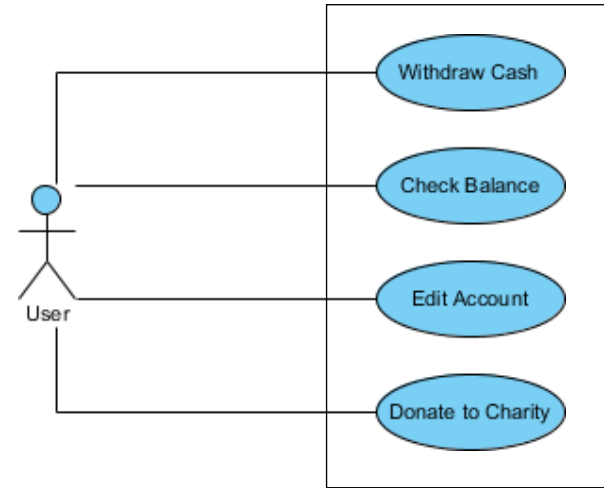 Withdraw Cash
Check Balance
Edit Account
User
Donate to Charity